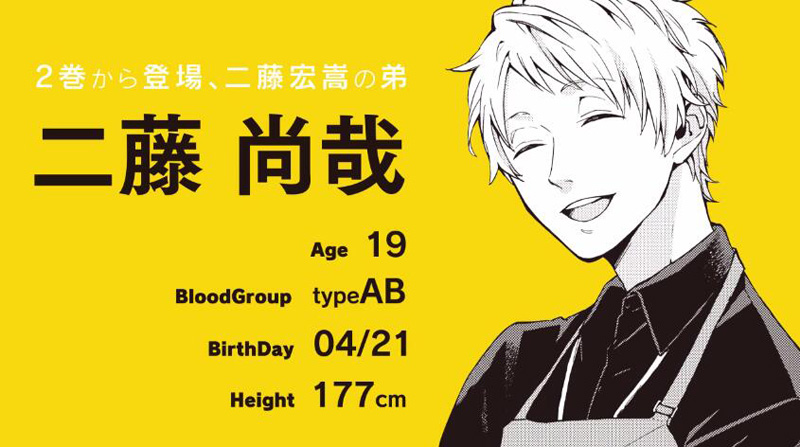 2巻から登場、二藤宏嵩の弟
二藤 尚哉
Age 19
BloodGroup typeAB
BirthDay 04/21
Height 177cm